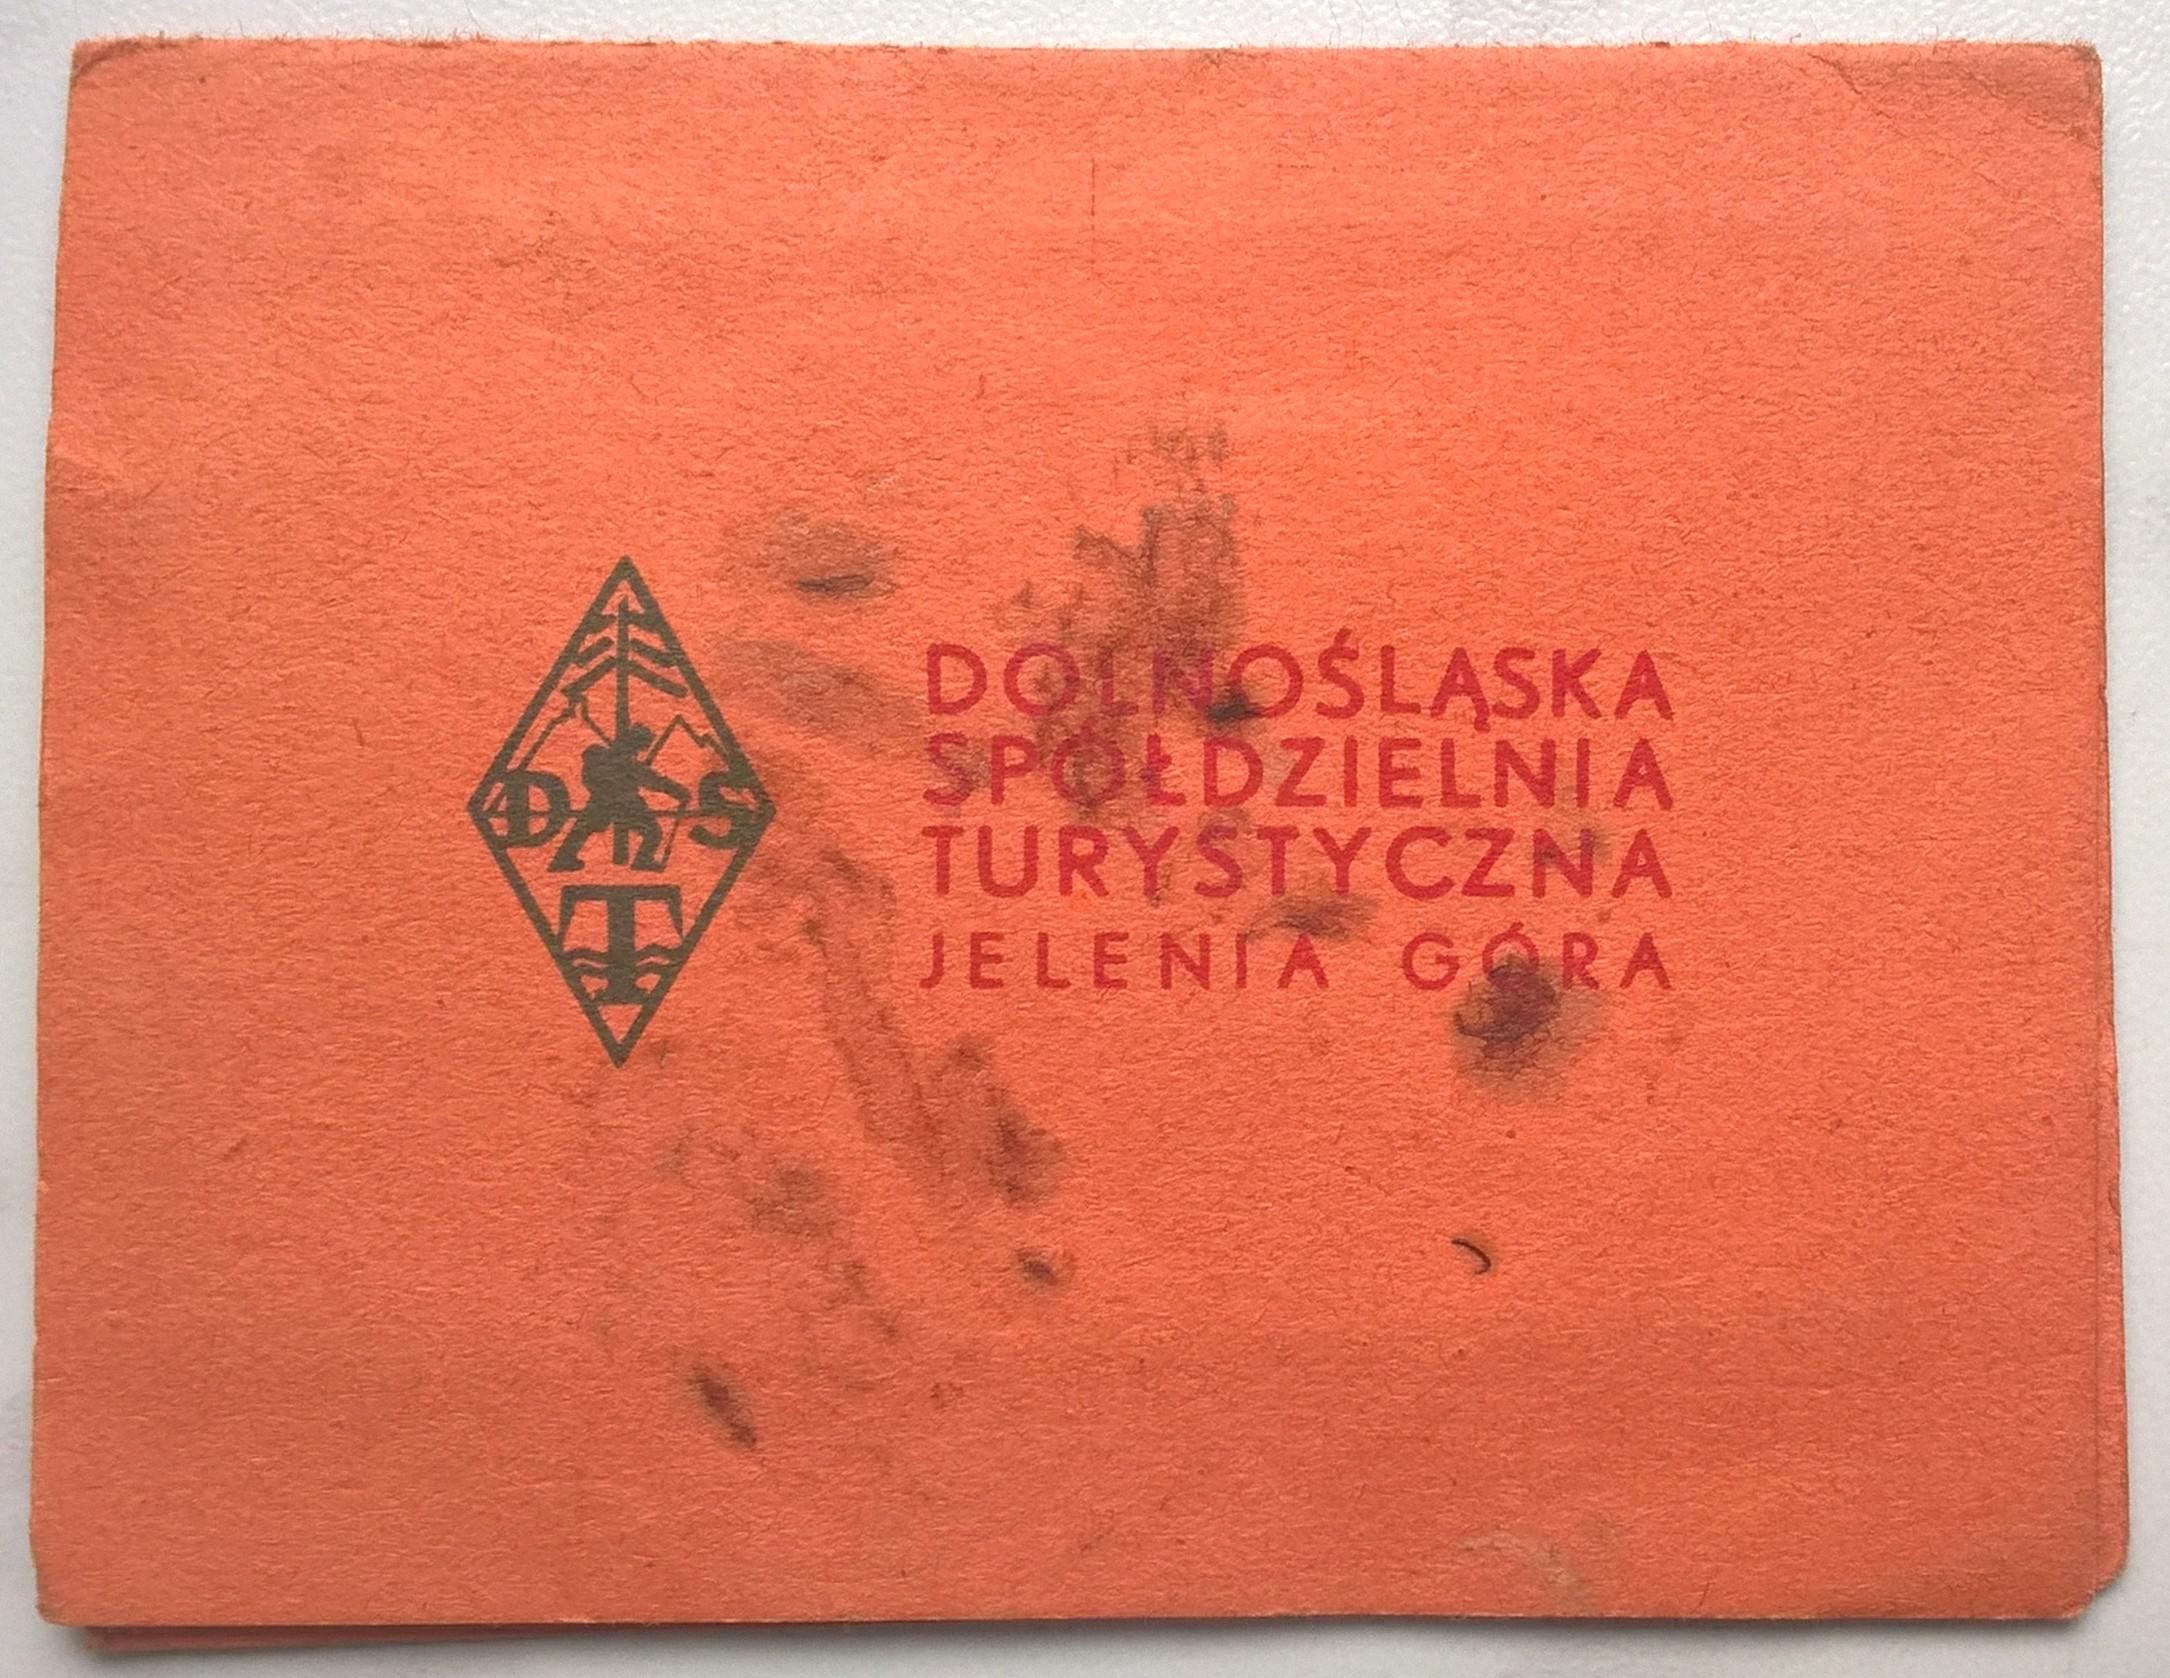 D S
T
DOLNOŚLĄSKA
SPÓŁDZIELNIA
TURYSTYCZNA
JELENIA GÓRA